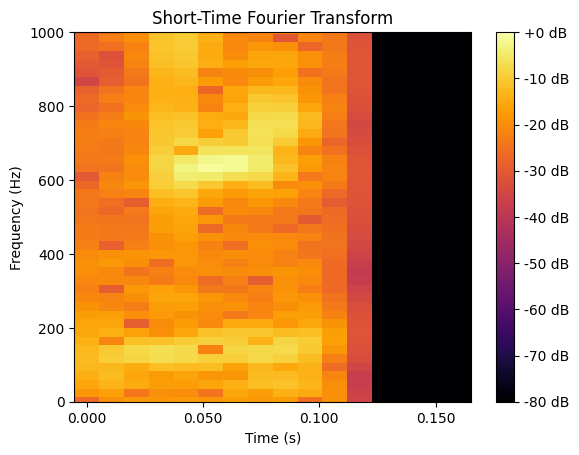 Short-Time Fourier Transform
Frequency (Hz)
1000
800
600
400
200
0
0.000
0.050
0.100
0.150
Time (s)
+0 dB
-10 dB
-20 dB
-30 dB
-40 dB
-50 dB
-60 dB
-70 dB
-80 dB